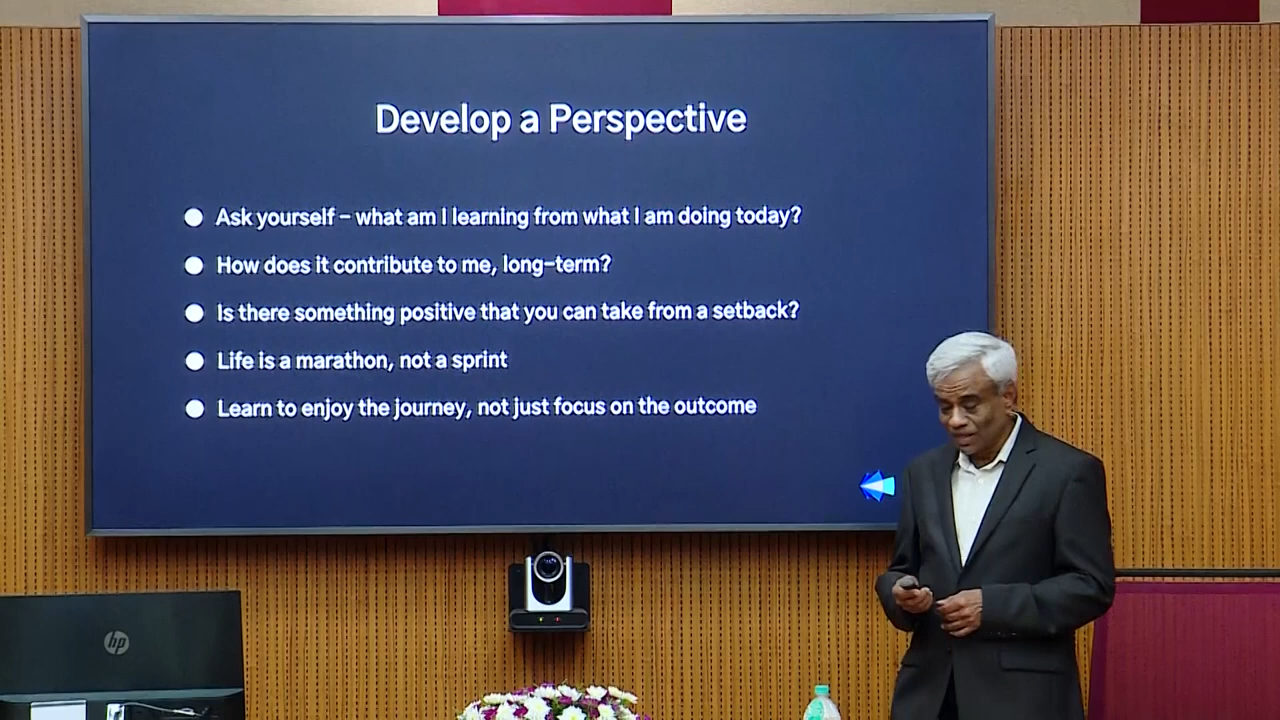 Develop a Perspective
Ask yourself – what am I learning from what I am doing today?
How does it contribute to me, long-term?
Is there something positive that you can take from a setback?
Life is a marathon, not a sprint
Learn to enjoy the journey, not just focus on the outcome
hp